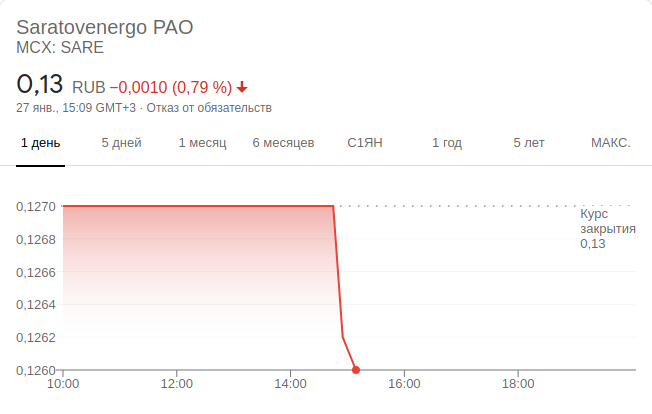 Saratovenergo PAO
MCX: SARE
0,13 RUB −0,0010 (0,79 %)
27 янв., 15:09 GMT+3 · Отказ от обязательств
1 день 5 дней 1 месяц 6 месяцев С1ЯН 1 год 5 лет МАКС.
0,1270
Курс
закрытия
0,13
0,1268
0,1266
0,1264
0,1262
0,1260
10:00 12:00 14:00 16:00 18:00